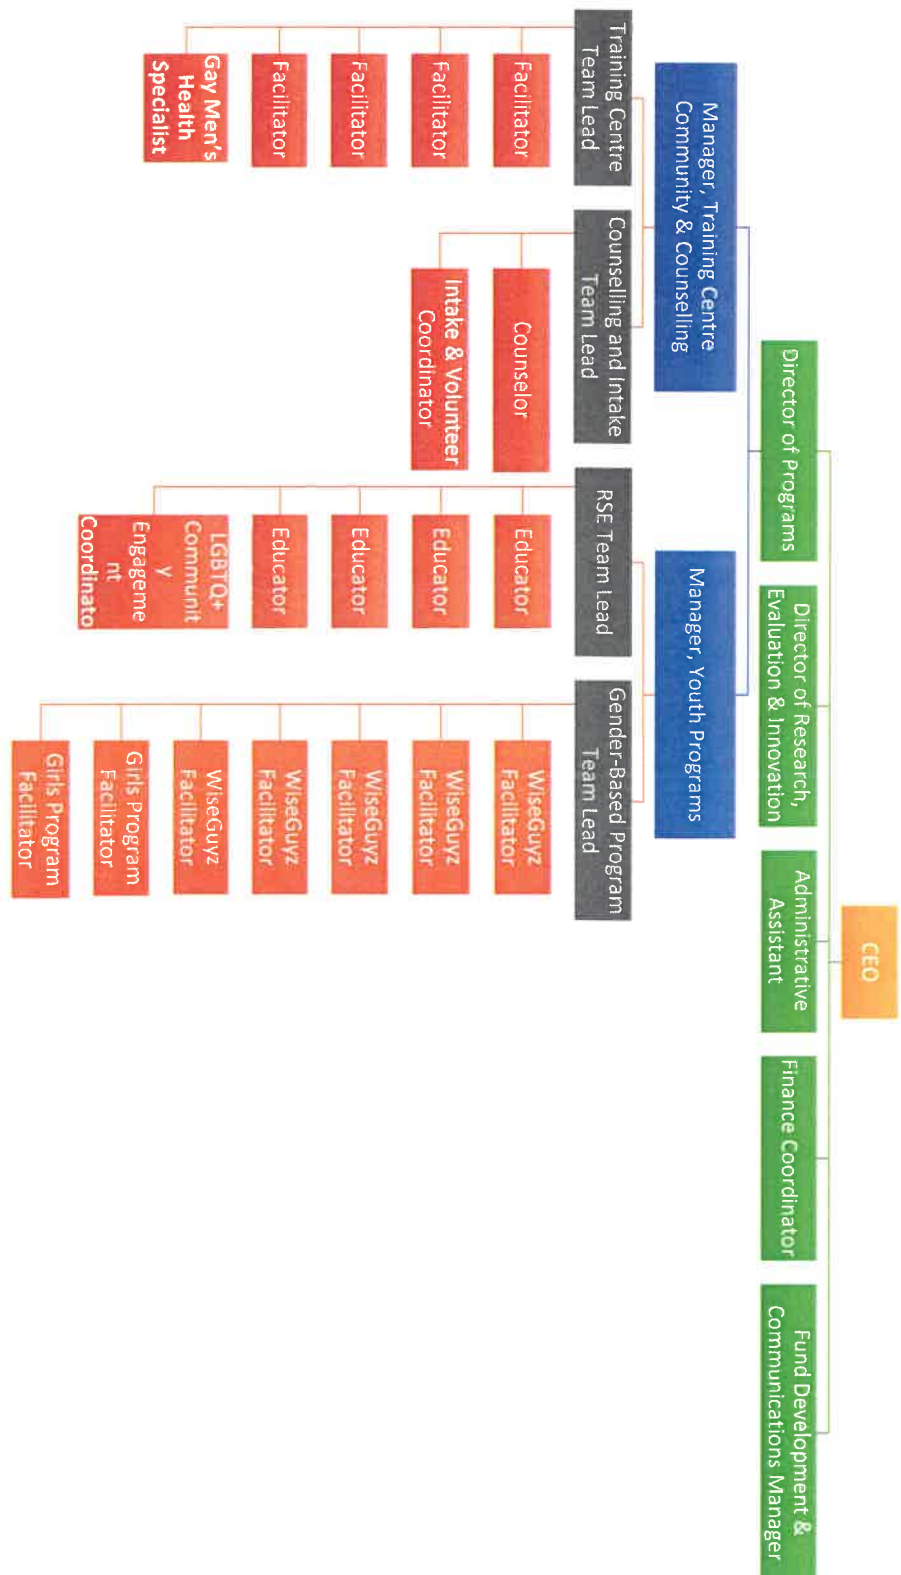 CEO
Director of Programs
Director of Research,
Evaluation & Innovation
Administrative
Assistant
Finance Coordinator
Fund Development &
Communications Manager
Manager, Training Centre
Community & Counselling
Manager, Youth Programs
Training Centre
Team Lead
Counselling and Intake
Team Lead
RSE Team Lead
Gender-Based Program
Team Lead
Facilitator
Facilitator
Facilitator
Facilitator
Gay Men's
Health
Specialist
Counselor
Intake & Volunteer
Coordinator
Educator
Educator
Educator
Educator
LGBTQ+
Communit
y
Engageme
nt
Coordinato
WiseGuyz
Facilitator
WiseGuyz
Facilitator
WiseGuyz
Facilitator
WiseGuyz
Facilitator
WiseGuyz
Facilitator
Girls Program
Facilitator
Girls Program
Facilitator